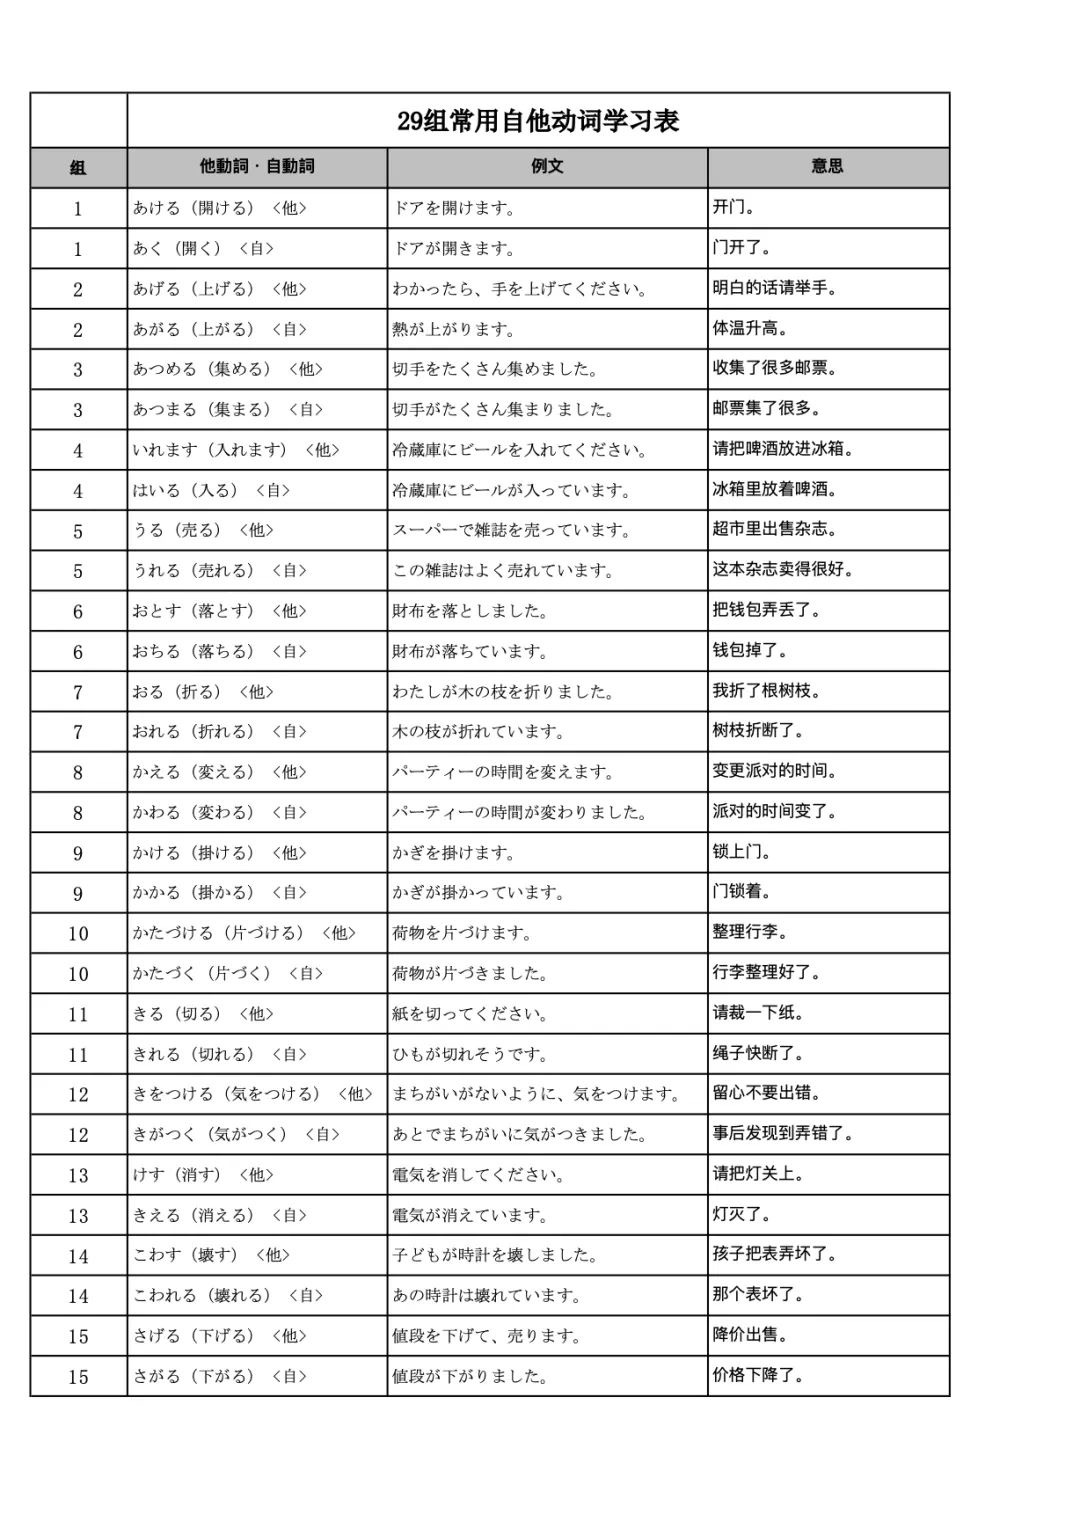 29组常用自他动词学习表
组 他動詞・自動詞 例文 意思
1 あける（開ける）〈他〉 ドアを開けます。 开门。
1 あく（開く）〈自〉 ドアが開きます。 门开了。
2 あげる（上げる）〈他〉 わかったら、手を上げてください。 明白的话请举手。
2 あがる（上がる）〈自〉 熱が上がります。 体温升高。
3 あつめる（集める）〈他〉 切手をたくさん集めました。 收集了很多邮票。
3 あつまる（集まる）〈自〉 切手がたくさん集まりました。 邮票集了很多。
4 いれます（入れます）〈他〉 冷蔵庫にビールを入れてください。 请把啤酒放进冰箱。
4 はいる（入る）〈自〉 冷蔵庫にビールが入っています。 冰箱里放着啤酒。
5 うる（売る）〈他〉 スーパーで雑誌を売っています。 超市里出售杂志。
5 うれる（売れる）〈自〉 この雑誌はよく売れています。 这本杂志卖得很好。
6 おとす（落とす）〈他〉 財布を落としました。 把钱包弄丢了。
6 おちる（落ちる）〈自〉 財布が落ちています。 钱包掉了。
7 おる（折る）〈他〉 わたしが木の枝を折りました。 我折了根树枝。
7 おれる（折れる）〈自〉 木の枝が折れています。 树枝折断了。
8 かえる（変える）〈他〉 パーティーの時間を変えます。 变更派对的时间。
8 かわる（変わる）〈自〉 パーティーの時間が変わりました。 派对的时间变了。
9 かける（掛ける）〈他〉 かぎを掛けます。 锁上门。
9 かかる（掛かる）〈自〉 かぎが掛かっています。 门锁着。
10 かたづける（片づける）〈他〉 荷物を片づけます。 整理行李。
10 かたづく（片づく）〈自〉 荷物が片づきました。 行李整理好了。
11 きる（切る）〈他〉 紙を切ってください。 请裁一下纸。
11 きれる（切れる）〈自〉 ひもが切れそうです。 绳子快断了。
12 きをつける（気をつける）〈他〉 まちがいがないように、気をつけます。 留心不要出错。
12 きがつく（気がつく）〈自〉 あとでまちがいに気がつきました。 事后发现到弄错了。
13 けす（消す）〈他〉 電気を消してください。 请把灯关上。
13 きえる（消える）〈自〉 電気が消えています。 灯灭了。
14 こわす（壊す）〈他〉 子どもが時計を壊しました。 孩子把表弄坏了。
14 こわれる（壊れる）〈自〉 あの時計は壊れています。 那个表坏了。
15 さげる（下げる）〈他〉 値段を下げて、売ります。 降价出售。
15 さがる（下がる）〈自〉 値段が下がりました。 价格下降了。